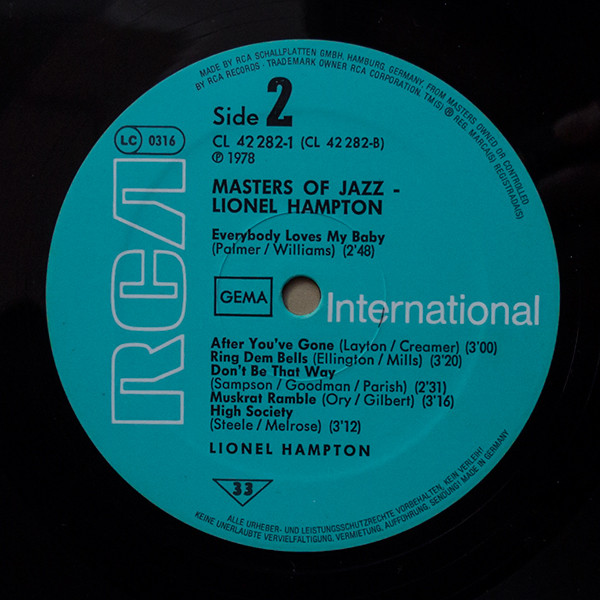 MADE BY RCA SCHALLPLATTEN GMBH, HAMBURG, GERMANY, FROM MASTERS OWNED OR CONTROLLED
BY RCA RECORDS · TRADEMARK OWNER RCA CORPORATION, TM(S) ® REG. MARCA(S) REGISTRADA(S)
Side 2
LC 0316
CL 42 282-1 (CL 42 282-B)
℗ 1978
MASTERS OF JAZZ -
LIONEL HAMPTON
Everybody Loves My Baby
(Palmer / Williams) (2'48)
RCA
GEMA
International
After You've Gone (Layton / Creamer) (3'00)
Ring Dem Bells (Ellington / Mills) (3'20)
Don't Be That Way
(Sampson / Goodman / Parish) (2'31)
Muskrat Ramble (Ory / Gilbert) (3'16)
High Society
(Steele / Melrose) (3'12)
LIONEL HAMPTON
33
ALLE URHEBER- UND LEISTUNGSSCHUTZRECHTE VORBEHALTEN, KEIN VERLEIH!
KEINE UNERLAUBTE VERVIELFÄLTIGUNG, VERMIETUNG, AUFFÜHRUNG, SENDUNG! MADE IN GERMANY